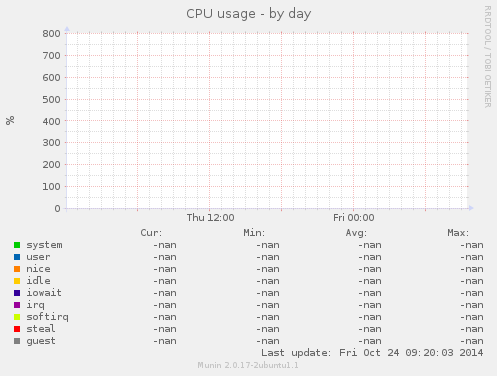 CPU usage - by day
RRDTOOL / TOBI OETIKER
%
800
700
600
500
400
300
200
100
0
Thu 12:00 Fri 00:00
Cur: Min: Avg: Max:
system -nan -nan -nan -nan
user -nan -nan -nan -nan
nice -nan -nan -nan -nan
idle -nan -nan -nan -nan
iowait -nan -nan -nan -nan
irq -nan -nan -nan -nan
softirq -nan -nan -nan -nan
steal -nan -nan -nan -nan
guest -nan -nan -nan -nan
Last update: Fri Oct 24 09:20:03 2014
Munin 2.0.17-2ubuntu1.1